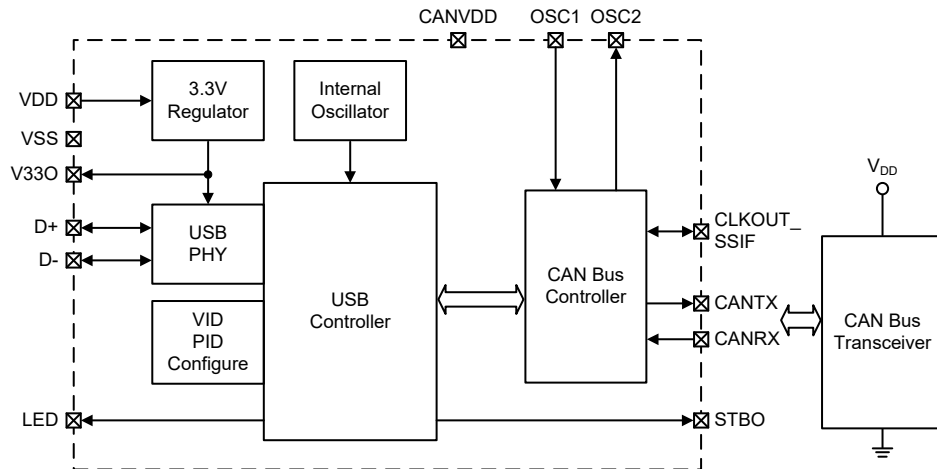 CANVDD
OSC1
OSC2
3.3V
Regulator
Internal
Oscillator
VDD
VSS
V33O
V_DD
D+
D-
USB
PHY
CLKOUT_
SSIF
USB
Controller
CAN Bus
Controller
VID
PID
Configure
CANTX
CANRX
CAN Bus
Transceiver
LED
STBO